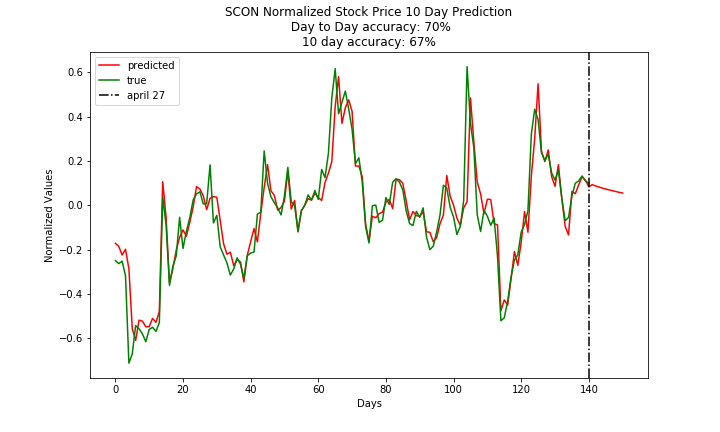 SCON Normalized Stock Price 10 Day Prediction
Day to Day accuracy: 70%
10 day accuracy: 67%
predicted
true
april 27
Normalized Values
0.6
0.4
0.2
0.0
−0.2
−0.4
−0.6
0 20 40 60 80 100 120 140
Days